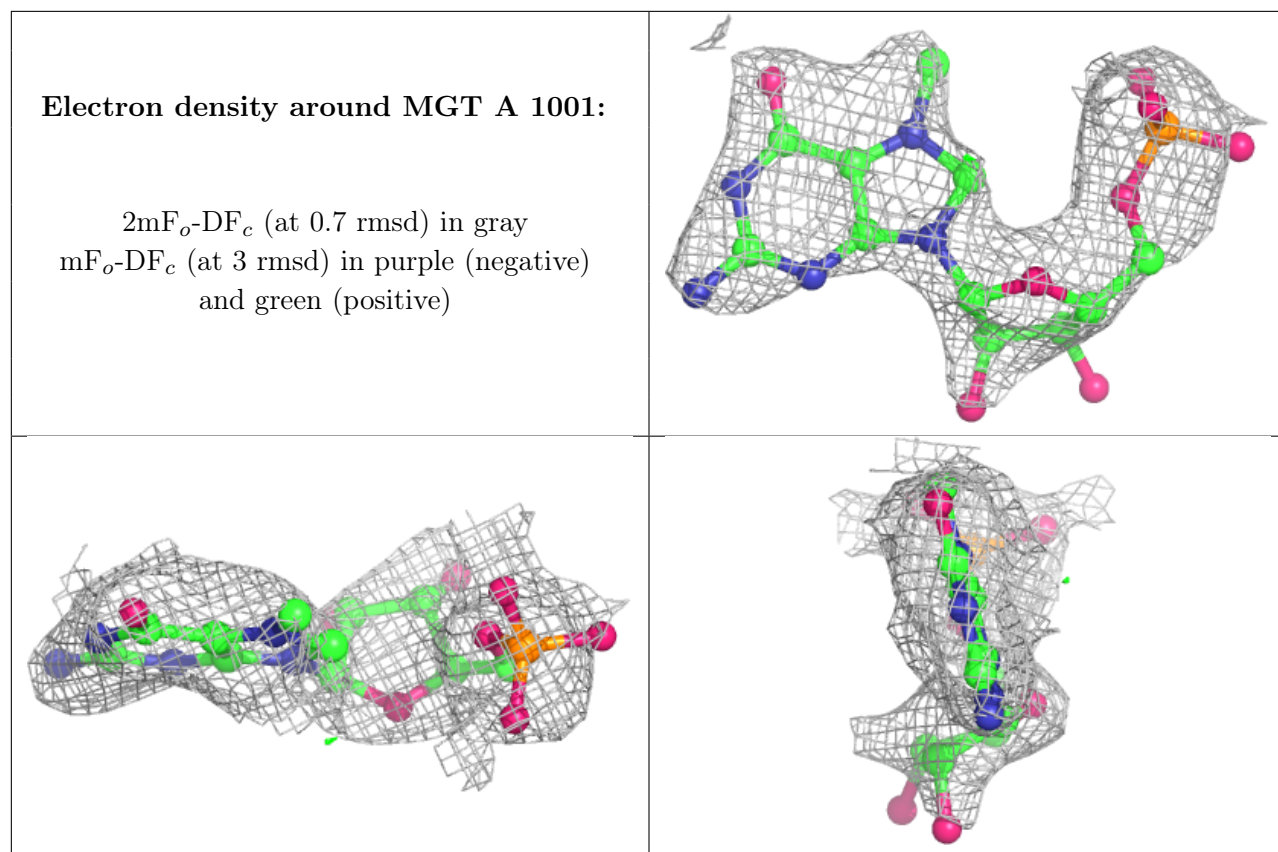 Electron density around MGT A 1001:
2mFo-DFc (at 0.7 rmsd) in gray
mFo-DFc (at 3 rmsd) in purple (negative)
and green (positive)